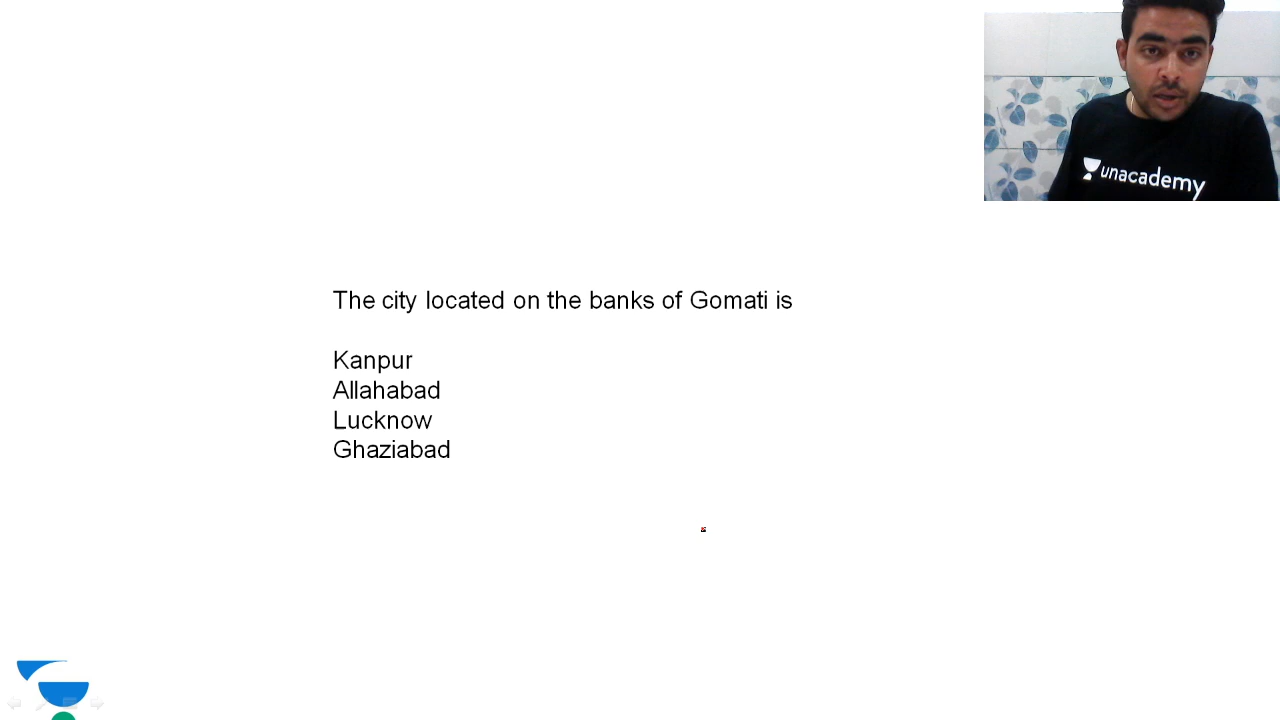 unacademy
The city located on the banks of Gomati is
Kanpur
Allahabad
Lucknow
Ghaziabad